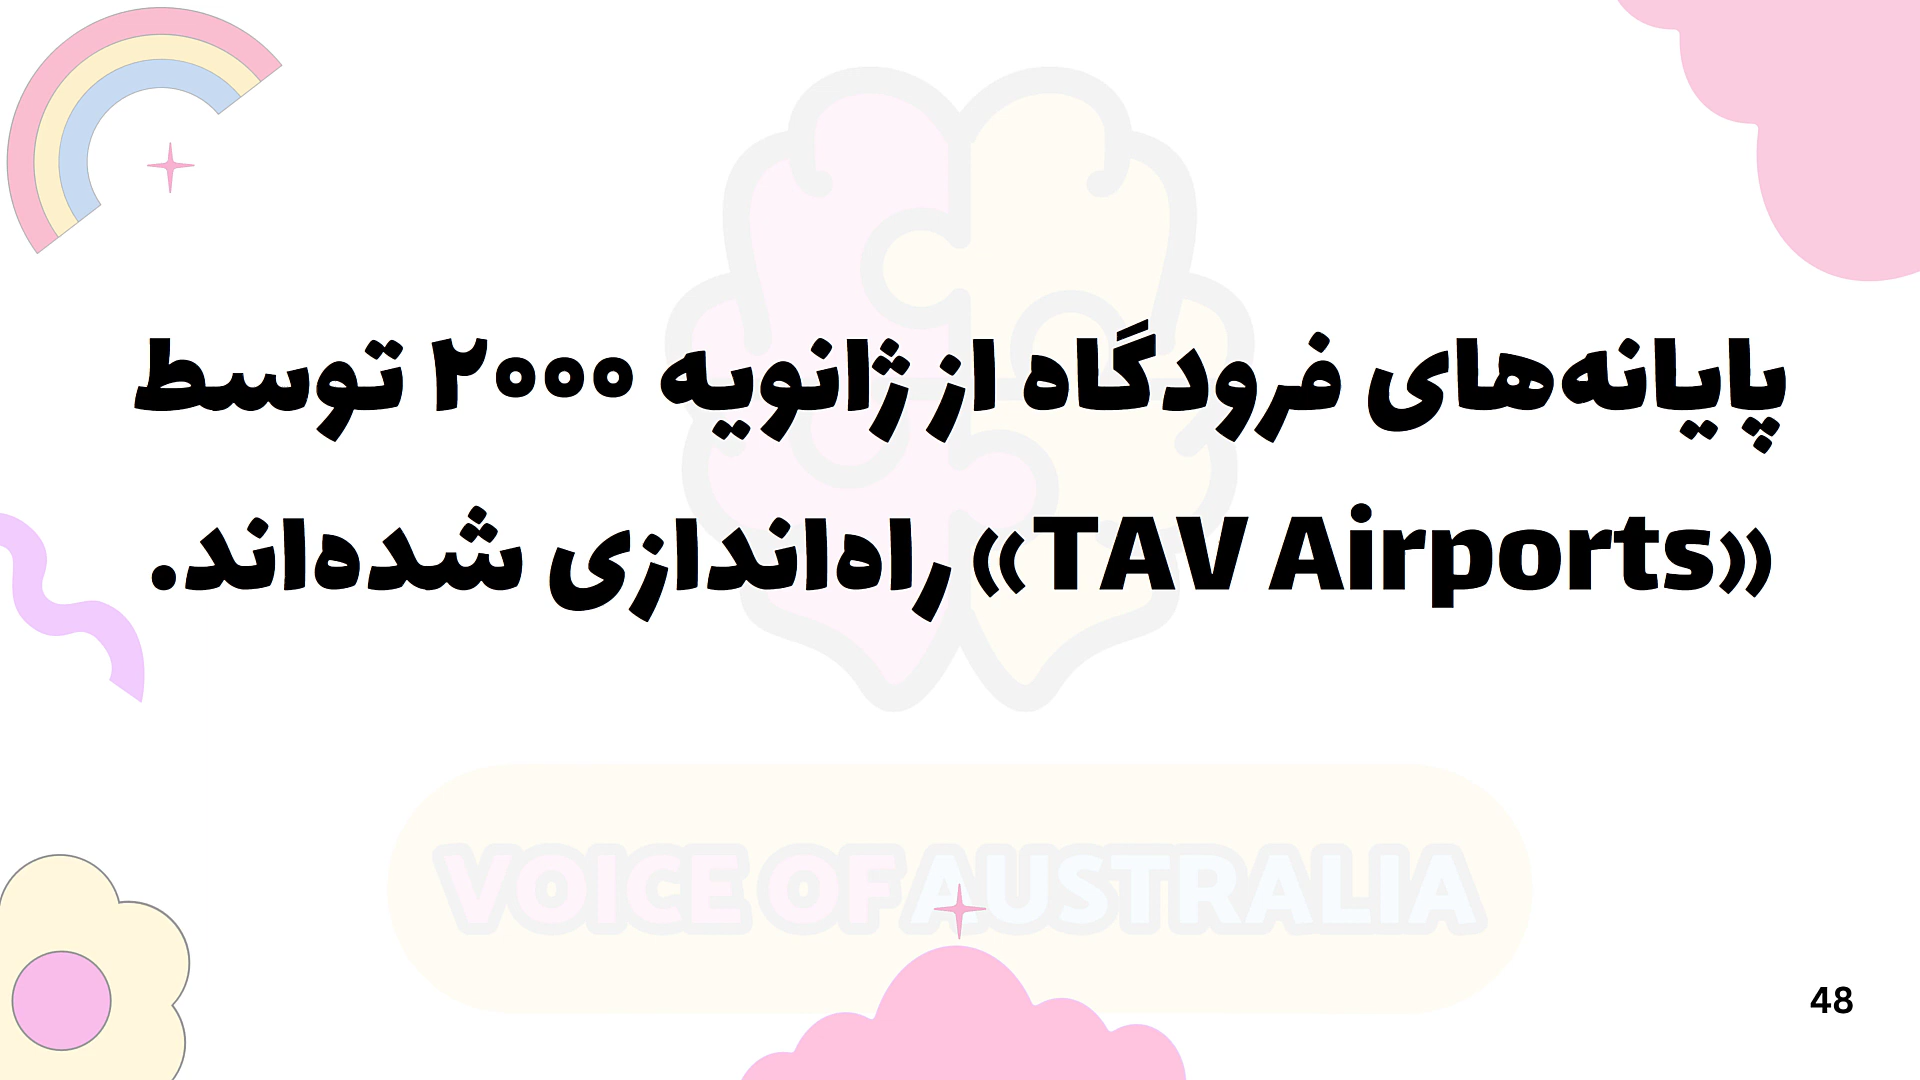 پایانه‌های فرودگاه از ژانویه ۲۰۰۰ توسط
«TAV Airports» راه‌اندازی شده‌اند.
VOICE OF AUSTRALIA
48